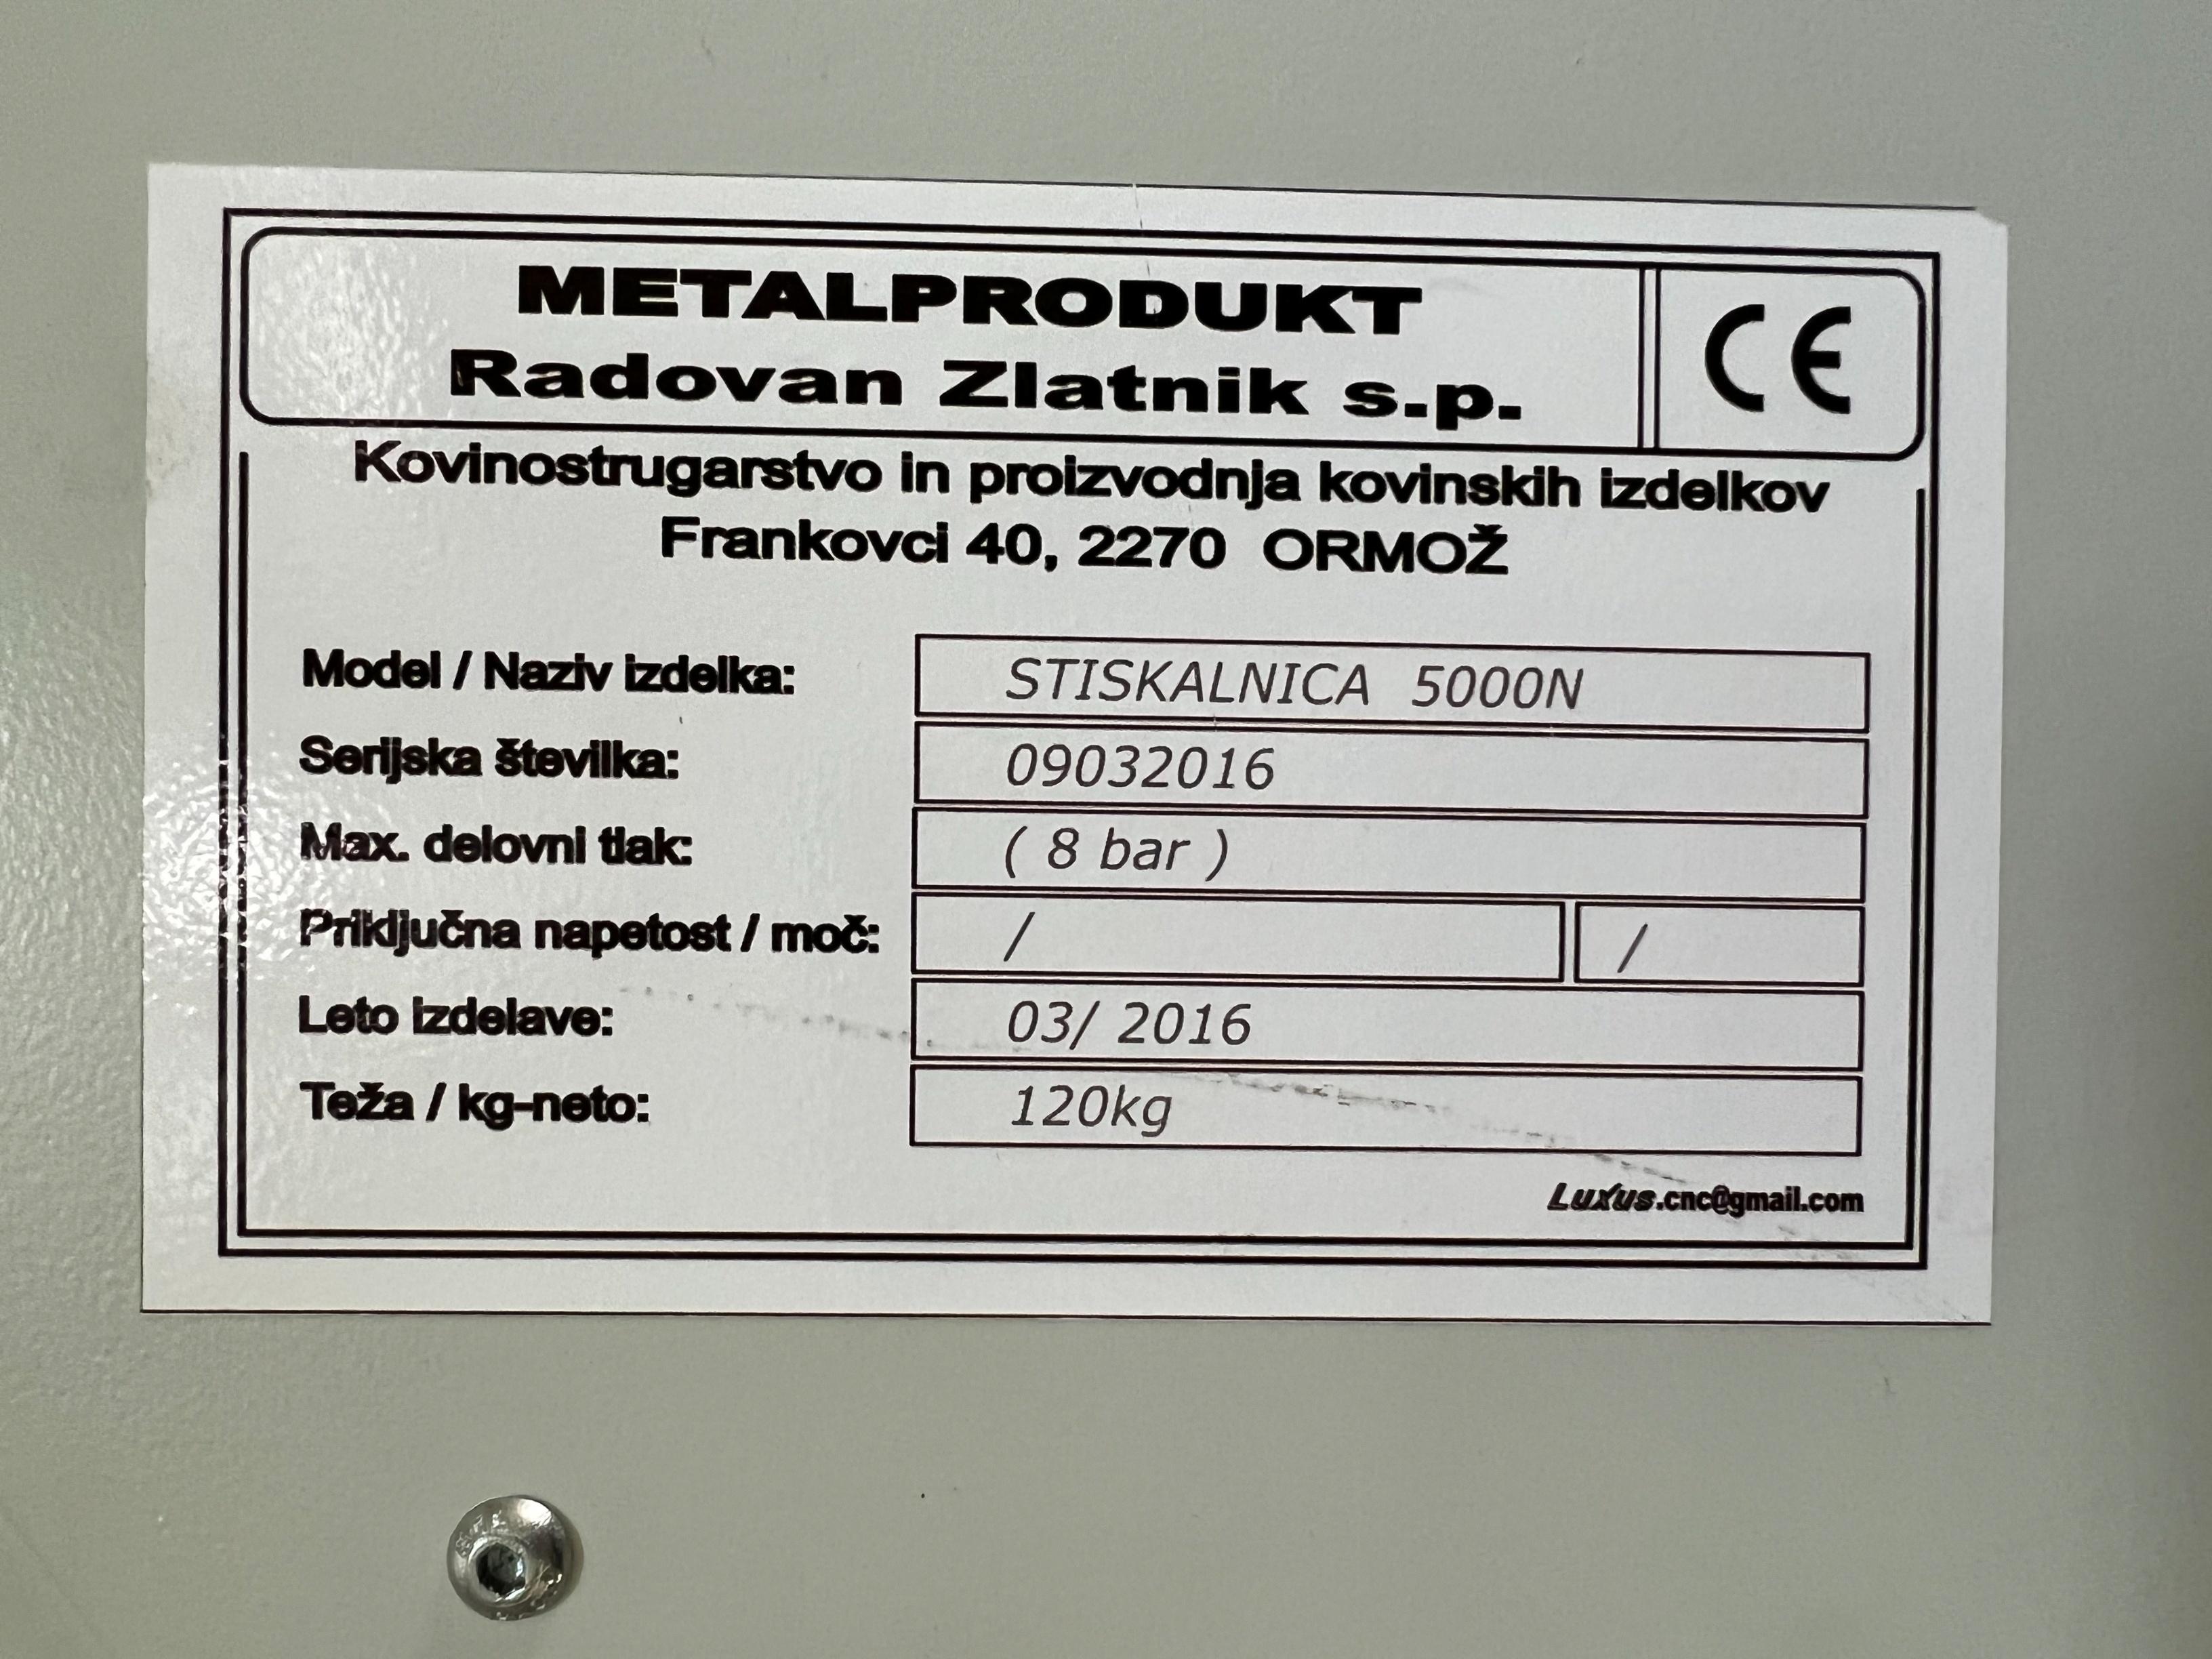 METALPRODUKT
Radovan Zlatnik s.p.
CE
Kovinostrugarstvo in proizvodnja kovinskih izdelkov
Frankovci 40, 2270 ORMOŽ
Model / Naziv izdelka: STISKALNICA 5000N
Serijska številka: 09032016
Max. delovni tlak: ( 8 bar )
Priključna napetost / moč: / /
Leto izdelave: 03/ 2016
Teža / kg-neto: 120kg
Luxus.cnc@gmail.com